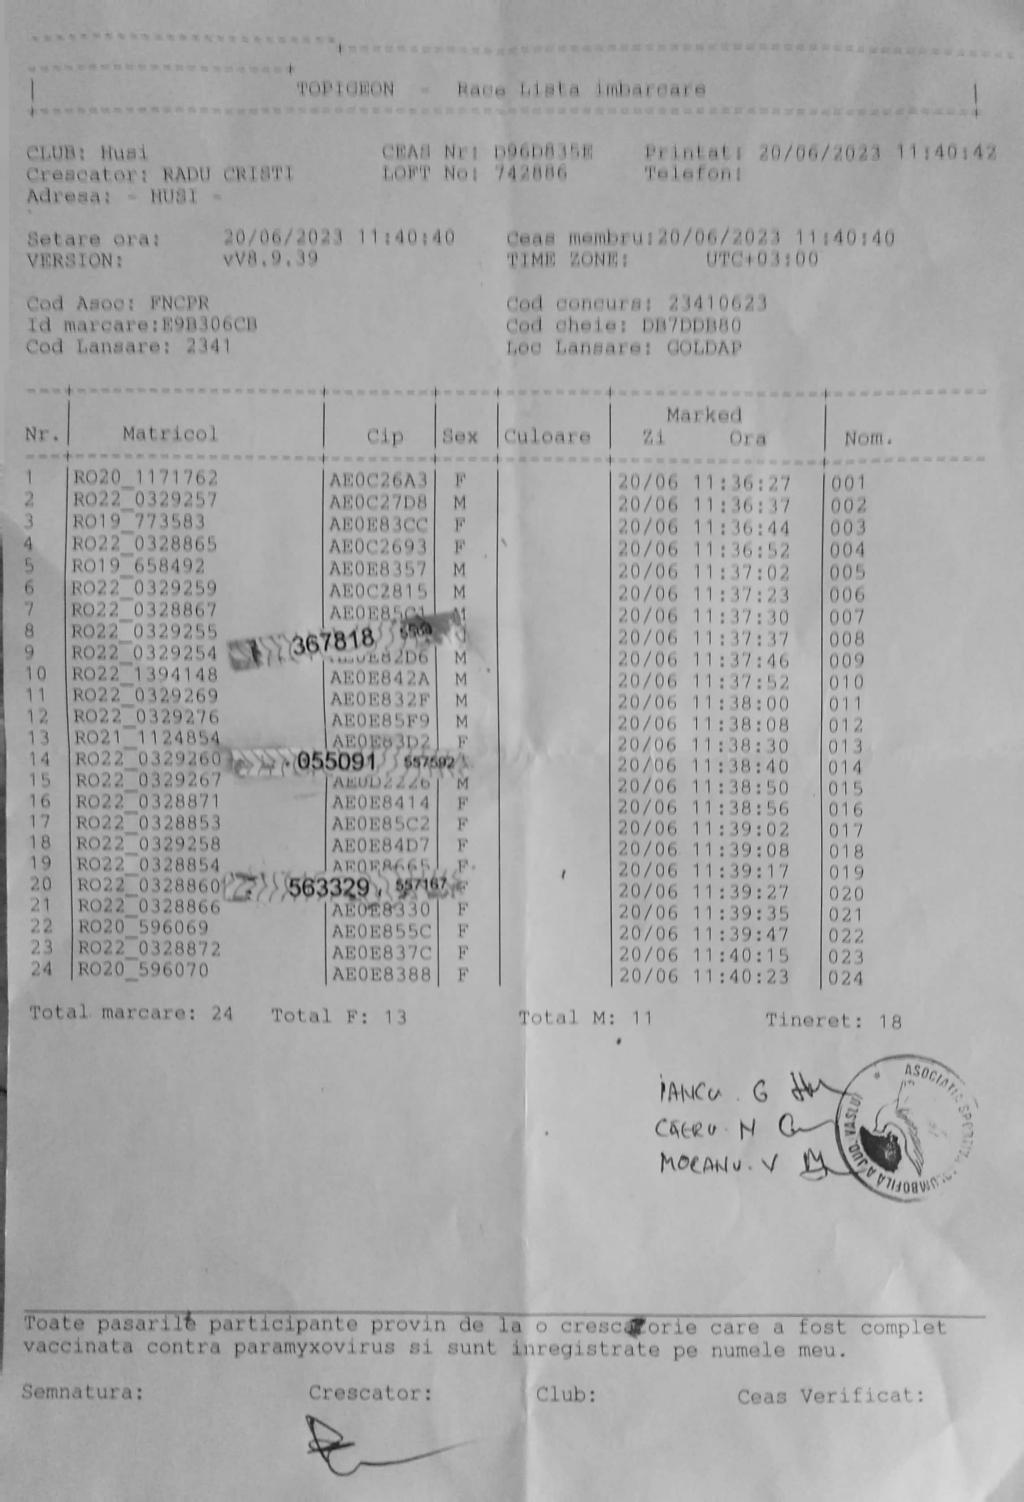 TOPIGEON - Race Lista imbarcare
CLUB: Husi CEAS Nr: D96D835E Printat: 20/06/2023 11:40:42
Crescator: RADU CRISTI LOFT No: 742886 Telefon:
Adresa: - HUSI -
Setare ora: 20/06/2023 11:40:40 Ceas membru:20/06/2023 11:40:40
VERSION: vV8.9.39 TIME ZONE: UTC+03:00
Cod Asoc: FNCPR Cod concurs: 23410623
Id marcare:E9B306CB Cod cheie: DB7DDB80
Cod Lansare: 2341 Loc Lansare: GOLDAP
Marked
Nr. Matricol Cip Sex Culoare Zi Ora Nom.
1 RO20_1171762 AE0C26A3 F 20/06 11:36:27 001
2 RO22_0329257 AE0C27D8 M 20/06 11:36:37 002
3 RO19_773583 AE0E83CC F 20/06 11:36:44 003
4 RO22_0328865 AE0C2693 F 20/06 11:36:52 004
5 RO19_658492 AE0E8357 M 20/06 11:37:02 005
6 RO22_0329259 AE0C2815 M 20/06 11:37:23 006
7 RO22_0328867 AE0E85C1 M 20/06 11:37:30 007
8 RO22_0329255 367818 20/06 11:37:37 008
9 RO22_0329254 M 20/06 11:37:46 009
10 RO22_1394148 AE0E842A M 20/06 11:37:52 010
11 RO22_0329269 AE0E832F M 20/06 11:38:00 011
12 RO22_0329276 AE0E85F9 M 20/06 11:38:08 012
13 RO21_1124854 AE0E83D2 F 20/06 11:38:30 013
14 RO22_0329260 055091 557592 20/06 11:38:40 014
15 RO22_0329267 AE0D2226 M 20/06 11:38:50 015
16 RO22_0328871 AE0E8414 F 20/06 11:38:56 016
17 RO22_0328853 AE0E85C2 F 20/06 11:39:02 017
18 RO22_0329258 AE0E84D7 F 20/06 11:39:08 018
19 RO22_0328854 AE0E8665 F 20/06 11:39:17 019
20 RO22_0328860 563329 557167 F 20/06 11:39:27 020
21 RO22_0328866 AE0E8330 F 20/06 11:39:35 021
22 RO20_596069 AE0E855C F 20/06 11:39:47 022
23 RO22_0328872 AE0E837C F 20/06 11:40:15 023
24 RO20_596070 AE0E8388 F 20/06 11:40:23 024
Total marcare: 24 Total F: 13 Total M: 11 Tineret: 18
IANCU. G
CAERU. N
MOCANU. V
ASOCIATIA COLUMBOFILA A JUD. VASLUI
Toate pasarile participante provin de la o crescatorie care a fost complet
vaccinata contra paramyxovirus si sunt inregistrate pe numele meu.
Semnatura: Crescator: Club: Ceas Verificat: